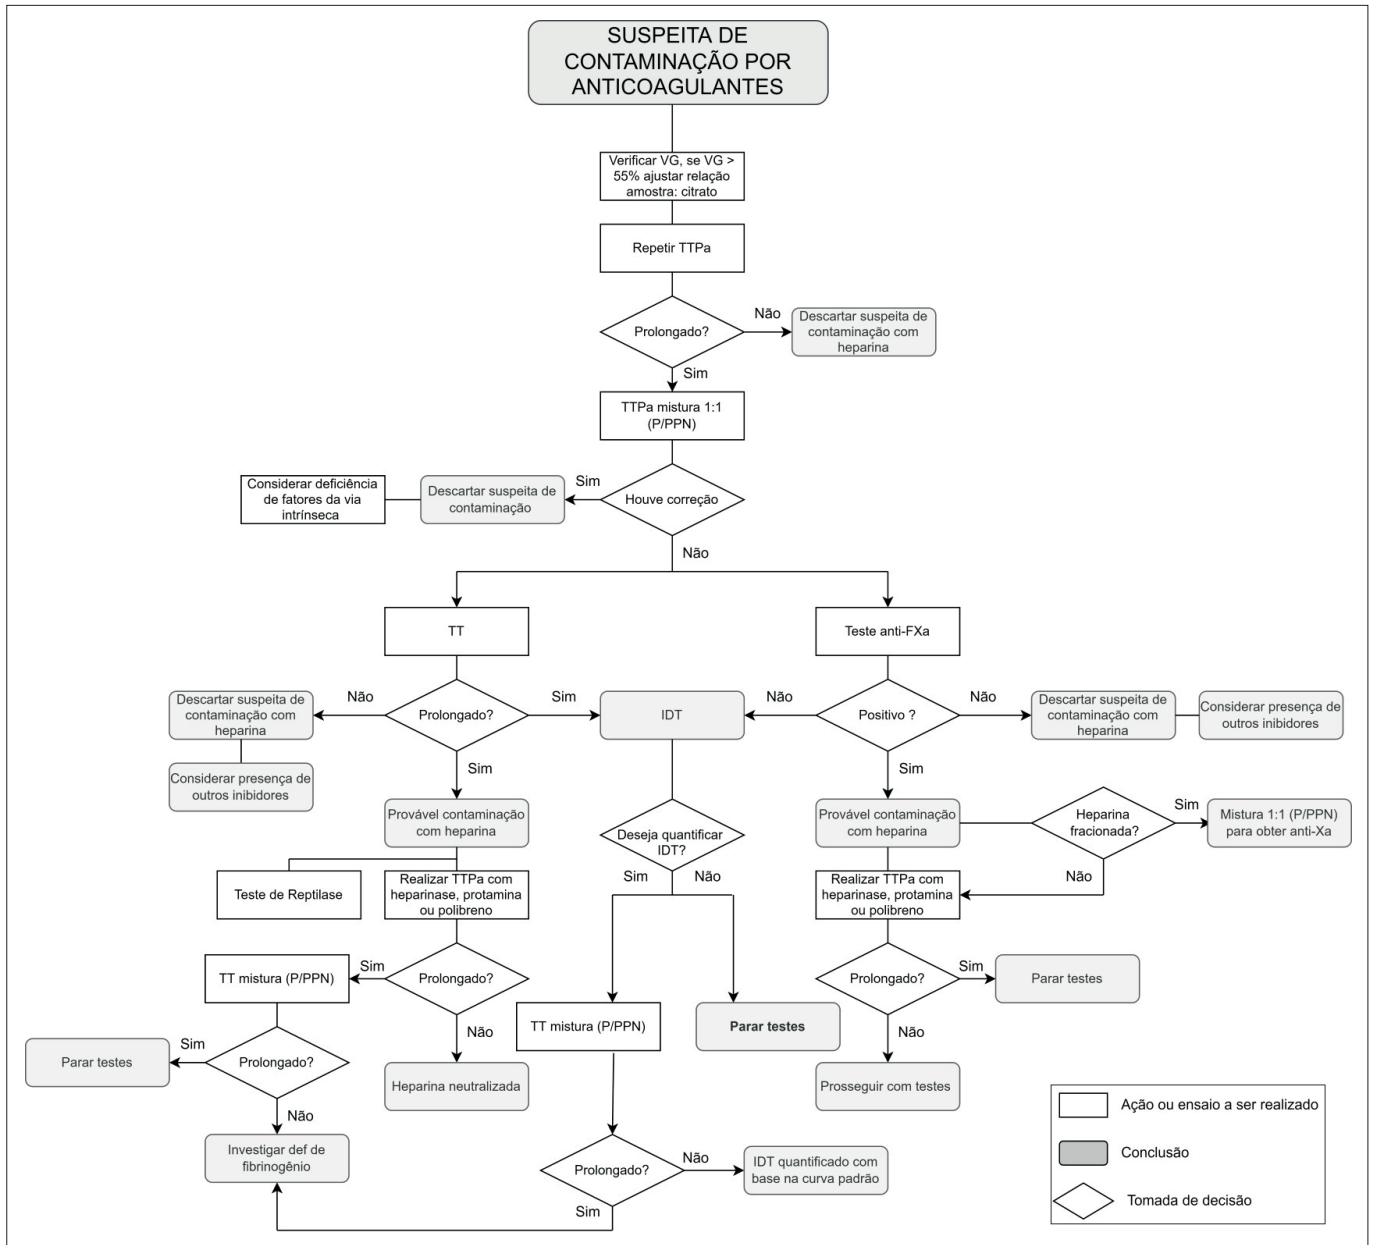 SUSPEITA DE
CONTAMINAÇÃO POR
ANTICOAGULANTES
Verificar VG, se VG >
55% ajustar relação
amostra: citrato
Repetir TTPa
Prolongado?
Não
Descartar suspeita de
contaminação com
heparina
Sim
TTPa mistura 1:1
(P/PPN)
Houve correção
Sim
Descartar suspeita de
contaminação
Considerar deficiência
de fatores da via
intrínseca
Não
TT
Teste anti-FXa
Descartar suspeita de
contaminação com
heparina
Não
Prolongado?
Sim
IDT
Não
Positivo ?
Não
Descartar suspeita de
contaminação com
heparina
Considerar presença de
outros inibidores
Considerar presença de
outros inibidores
Sim
Sim
Provável contaminação
com heparina
Deseja quantificar
IDT?
Provável contaminação
com heparina
Heparina
fracionada?
Sim
Mistura 1:1 (P/PPN)
para obter anti-Xa
Não
Teste de Reptilase
Realizar TTPa com
heparinase, protamina
ou polibreno
Sim
Não
Realizar TTPa com
heparinase, protamina
ou polibreno
TT mistura (P/PPN)
Sim
Prolongado?
Prolongado?
Sim
Parar testes
Não
TT mistura (P/PPN)
Parar testes
Não
Parar testes
Sim
Prolongado?
Heparina neutralizada
Prosseguir com testes
Não
Investigar def de
fibrinogênio
Prolongado?
Não
IDT quantificado com
base na curva padrão
Sim
Ação ou ensaio a ser realizado
Conclusão
Tomada de decisão